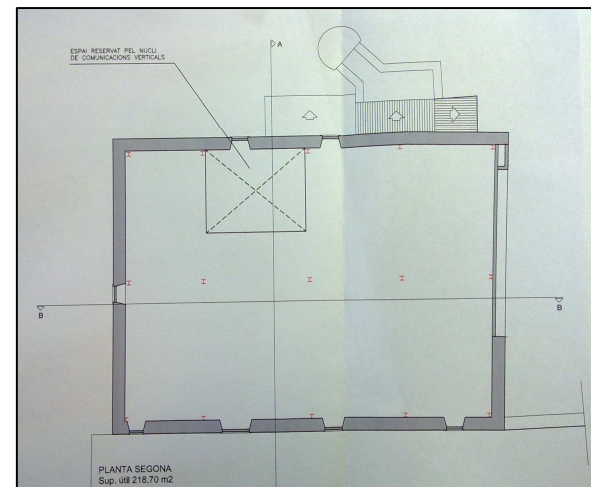 ESPAI RESERVAT PEL NUCLI
DE COMUNICACIONS VERTICALS
A
B
B
PLANTA SEGONA
Sup. útil 218,70 m2